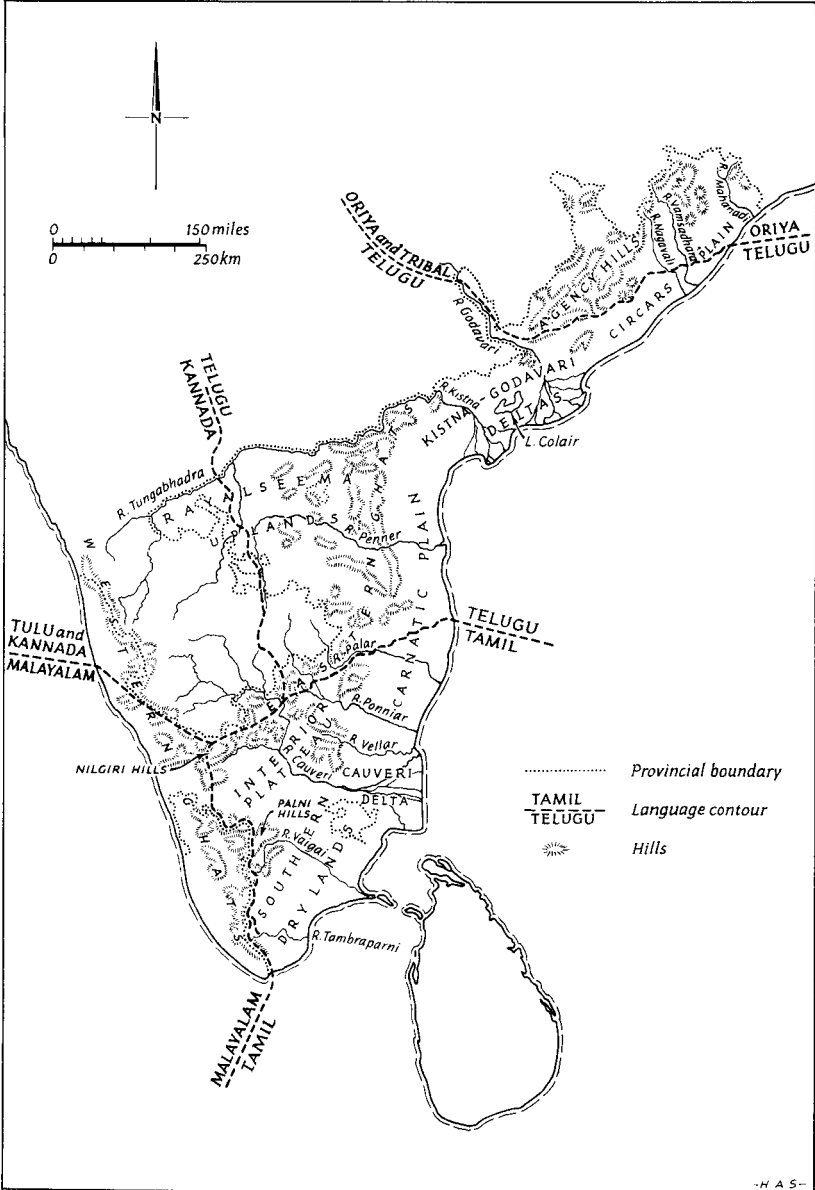 N
0 150 miles
0 250km
ORIYA and TRIBAL
TELUGU
R. Mahanadi
R. Vamsadhara
R. Nagavali
ORIYA
TELUGU
AGENCY HILLS
CIRCARS PLAIN
R. Godavari
TELUGU
KANNADA
R. Kistna
KISTNA-GODAVARI
DELTAS
L. Colair
R. Tungabhadra
RAYALSEEMA
UPLANDS
R. Penner
EASTERN GHATS
CARNATIC PLAIN
WESTERN GHATS
TULU and
KANNADA
MALAYALAM
TELUGU
TAMIL
R. Palar
R. Ponniar
R. Vellar
R. Cauveri
CAUVERI
DELTA
NILGIRI HILLS
INTERIOR
PLATEAU
PALNI
HILLS
R. Vaigai
SOUTHERN
DRY LANDS
R. Tambraparni
MALAYALAM
TAMIL
Provincial boundary
TAMIL
TELUGU
Language contour
Hills
-HAS-